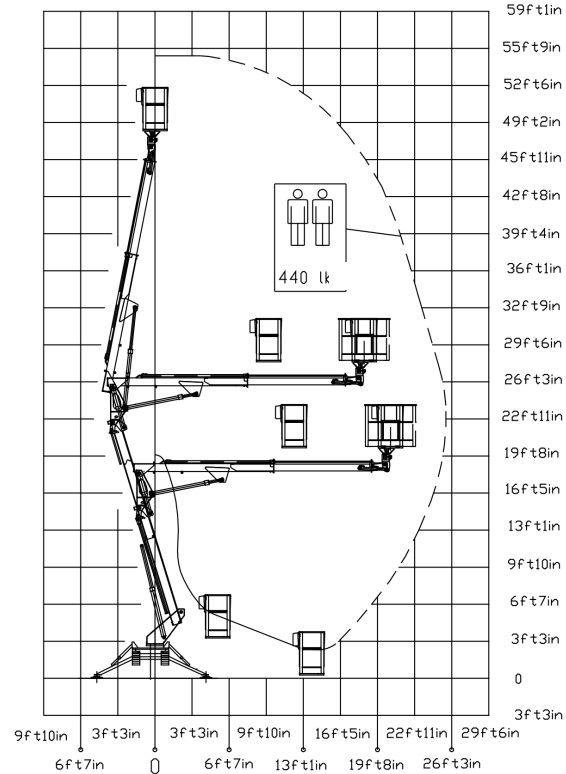 59ft1in
55ft9in
52ft6in
49ft2in
45ft11in
42ft8in
39ft4in
440 lk
36ft1in
32ft9in
29ft6in
26ft3in
22ft11in
19ft8in
16ft5in
13ft1in
9ft10in
6ft7in
3ft3in
0
3ft3in
9ft10in 3ft3in 3ft3in 9ft10in 16ft5in 22ft11in 29ft6in
6ft7in 0 6ft7in 13ft1in 19ft8in 26ft3in